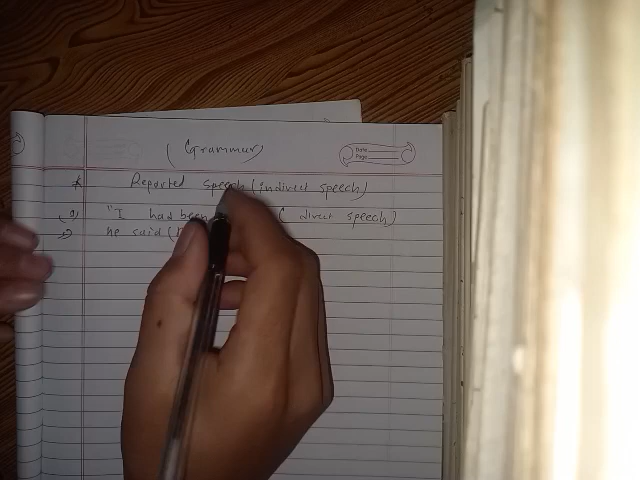 (Grammar)
Date
Page
* Reported speech (indirect speech)
"I had been ( direct speech)
he said (